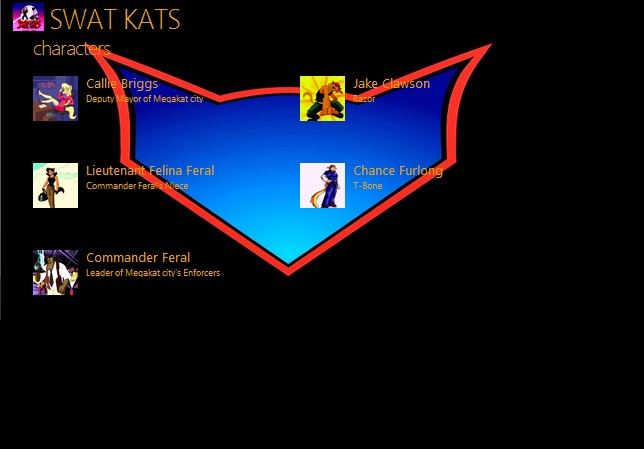 SWAT KATS
characters
Callie Briggs
Deputy Mayor of Megakat city
Jake Clawson
Razor
Lieutenant Felina Feral
Commander Feral's Niece
Chance Furlong
T-Bone
Commander Feral
Leader of Megakat city's Enforcers